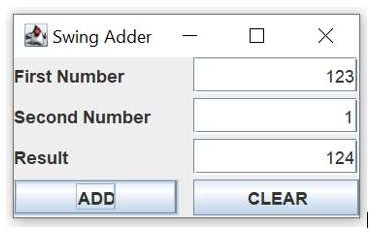 Swing Adder
First Number 123
Second Number 1
Result 124
ADD CLEAR